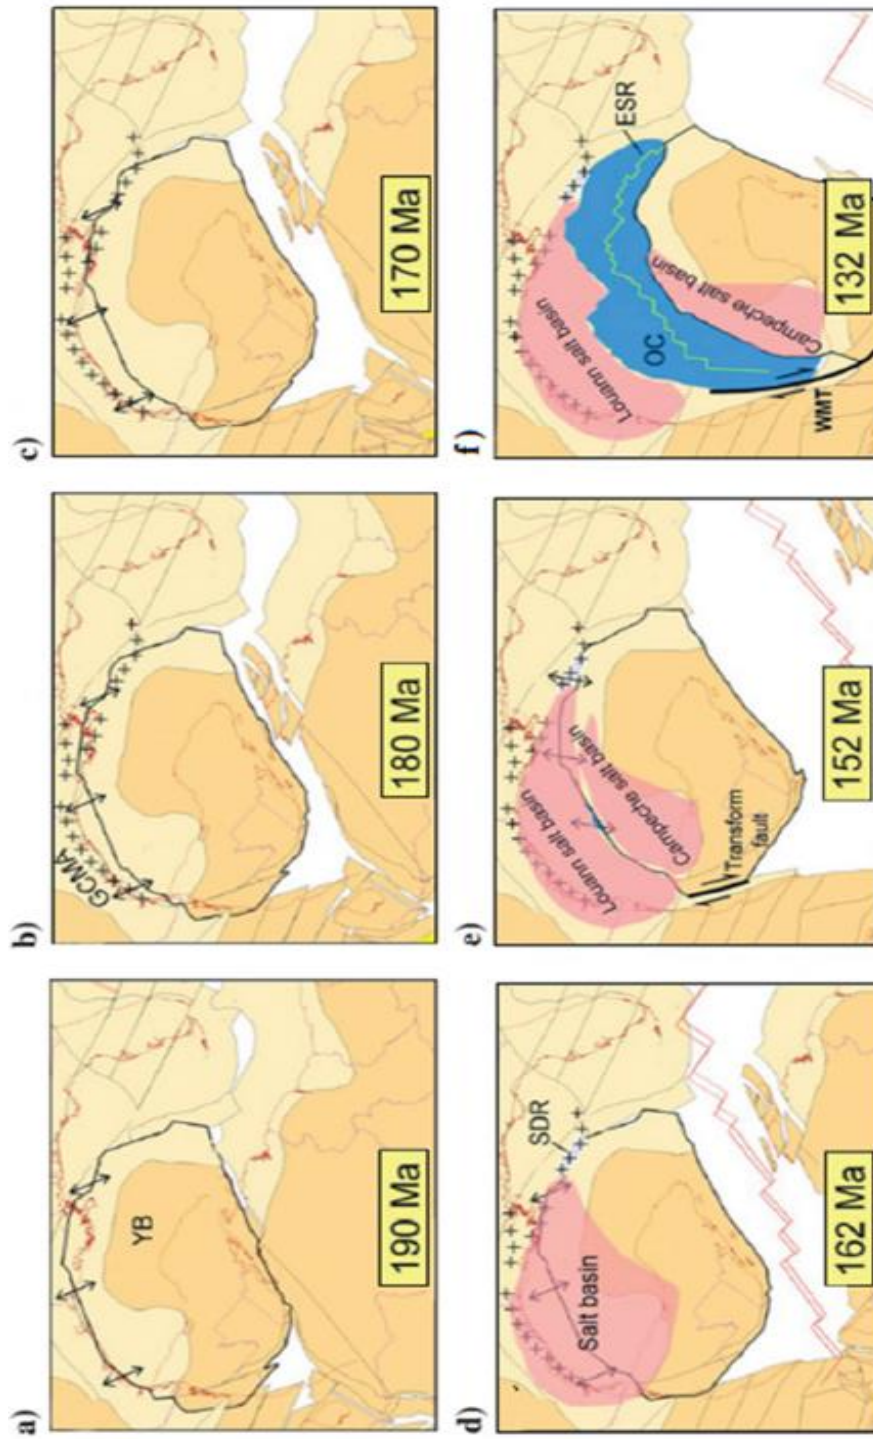 a)
YB
190 Ma
b)
GCMA
180 Ma
c)
170 Ma
d)
SDR
Salt basin
162 Ma
e)
Louann salt basin
Campeche salt basin
Transform
fault
152 Ma
f)
ESR
Louann salt basin
OC
Campeche salt basin
WMT
132 Ma